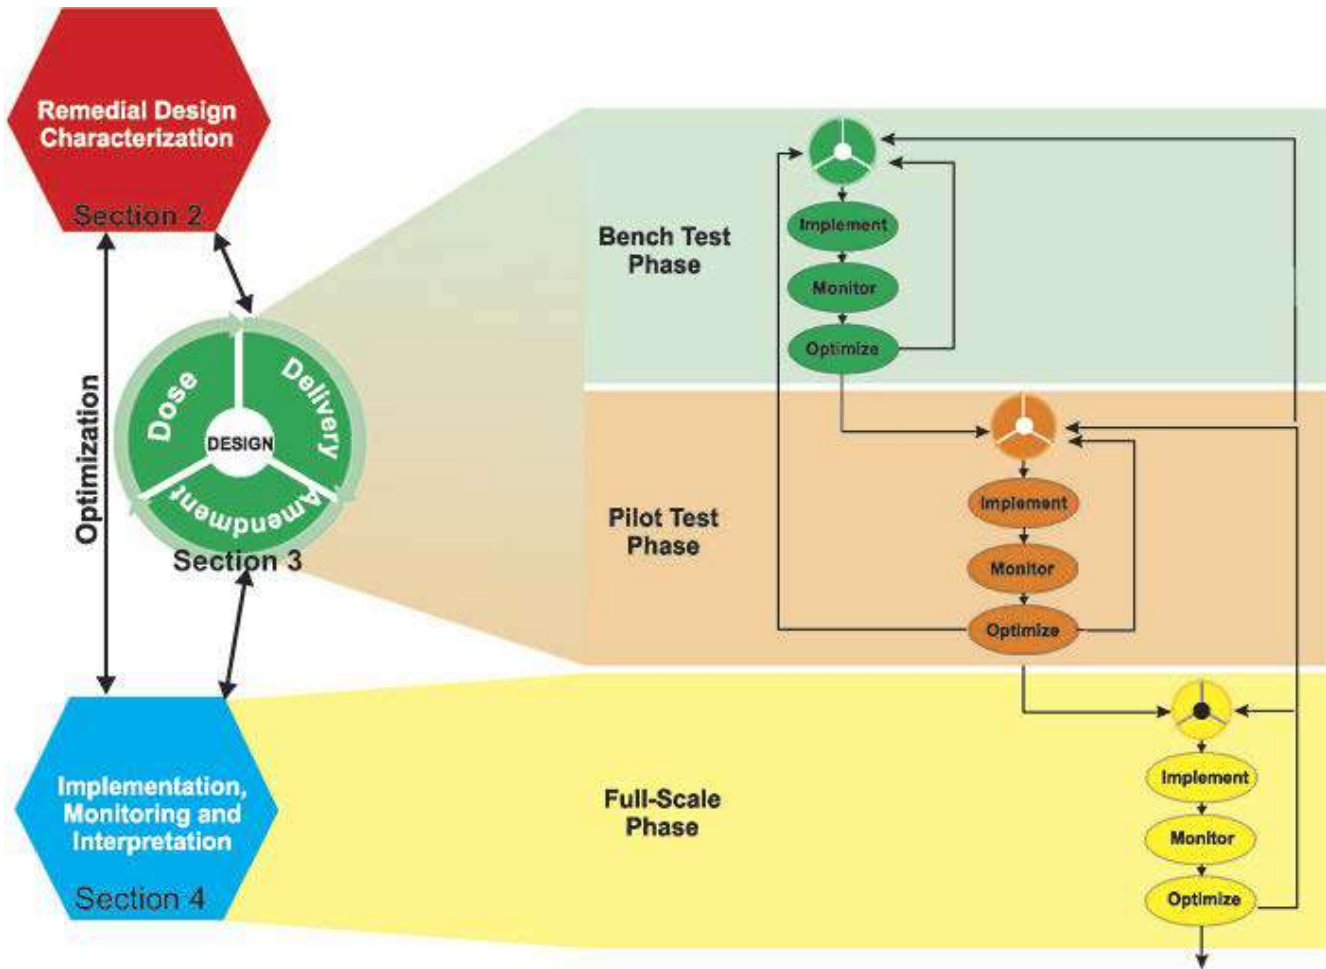 Remedial Design
Characterization
Section 2
Optimization
Dose
Delivery
Amendment
DESIGN
Section 3
Implementation,
Monitoring and
Interpretation
Section 4
Bench Test
Phase
Implement
Monitor
Optimize
Pilot Test
Phase
Implement
Monitor
Optimize
Full-Scale
Phase
Implement
Monitor
Optimize